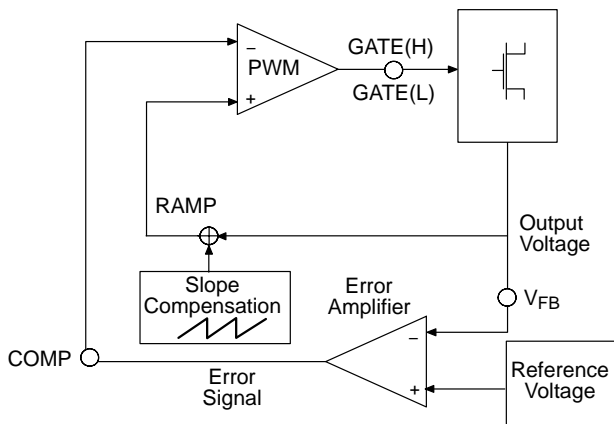 GATE(H)
−
PWM
+
GATE(L)
RAMP
Output
Voltage
Slope
Compensation
Error
Amplifier
VFB
−
COMP
Error
Signal
+
Reference
Voltage